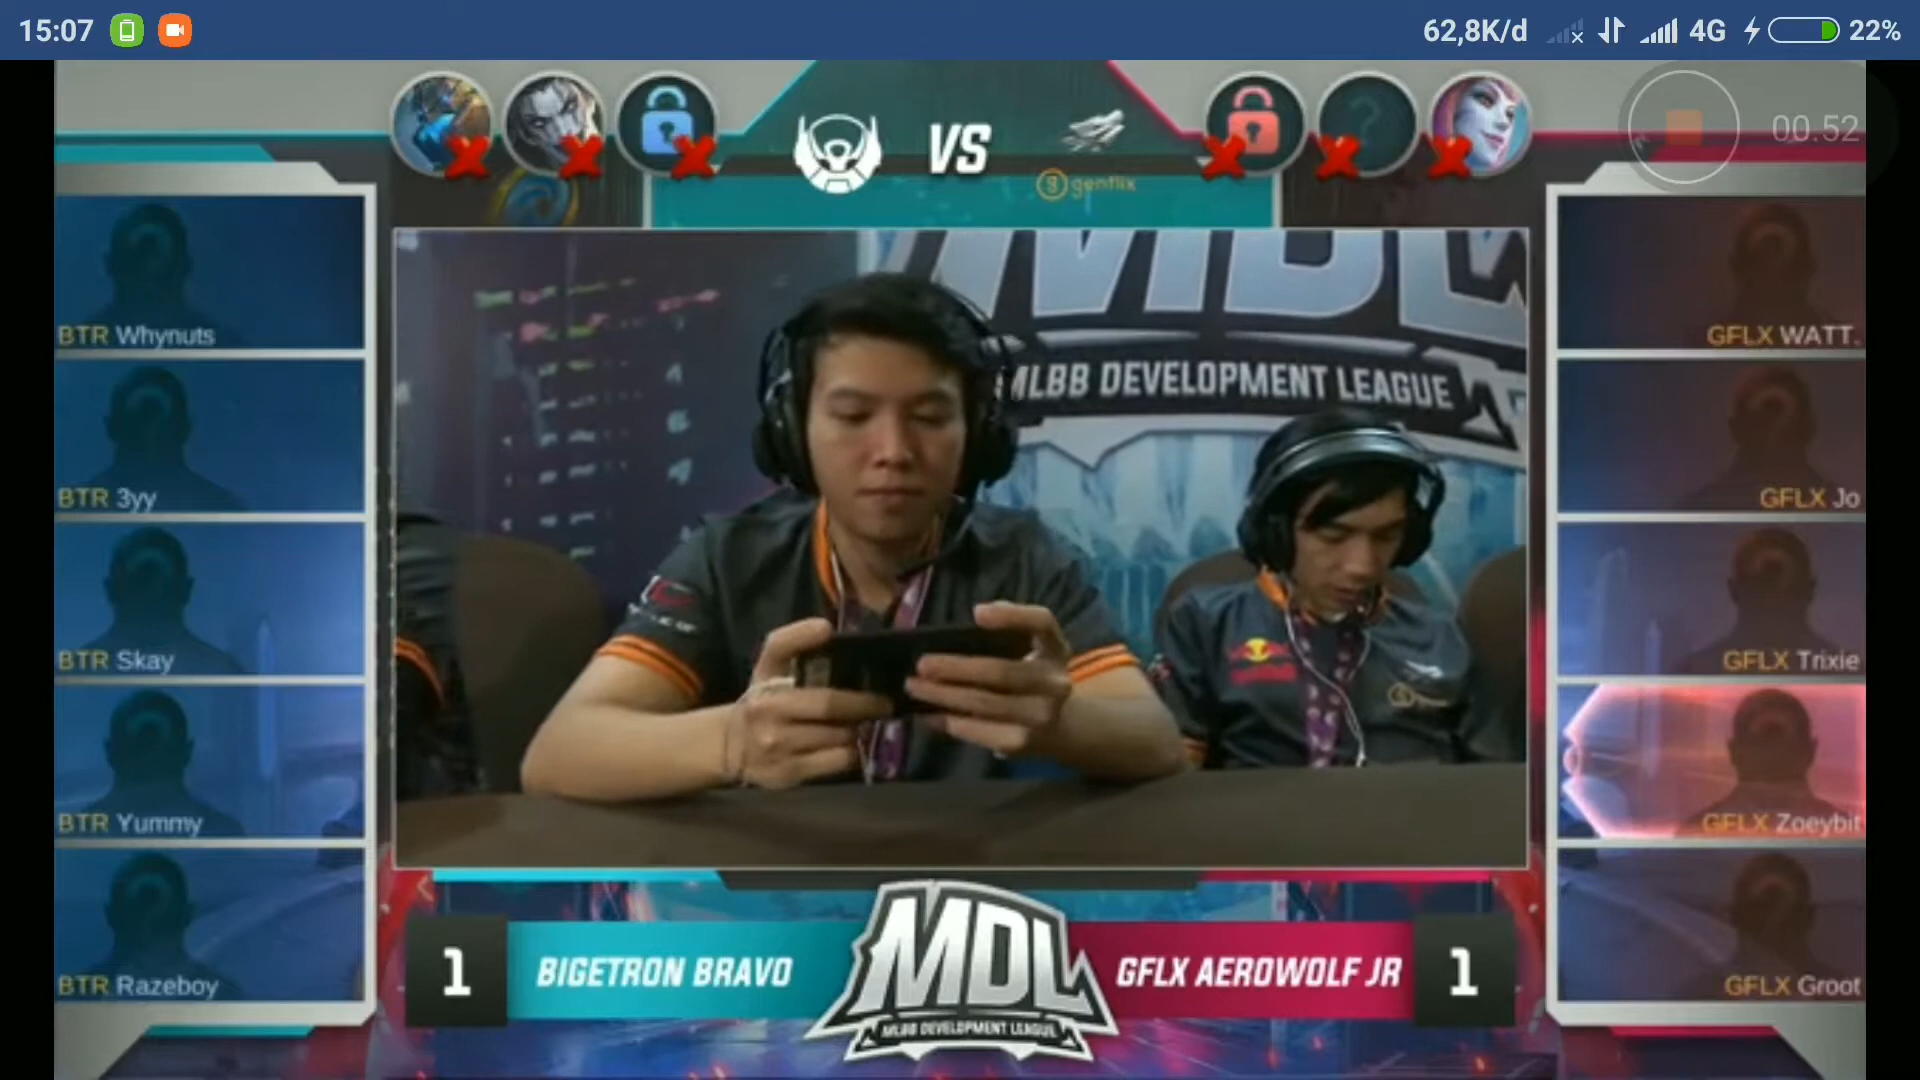 15:07
62,8K/d
4G
22%
00.52
VS
genflix
BTR Whynuts
BTR 3yy
BTR Skay
BTR Yummy
BTR Razeboy
MDL
MLBB DEVELOPMENT LEAGUE
GFLX WATT.
GFLX Jo
GFLX Trixie
GFLX Zoeybit
GFLX Groot
1
BIGETRON BRAVO
MDL
MLBB DEVELOPMENT LEAGUE
GFLX AEROWOLF JR
1